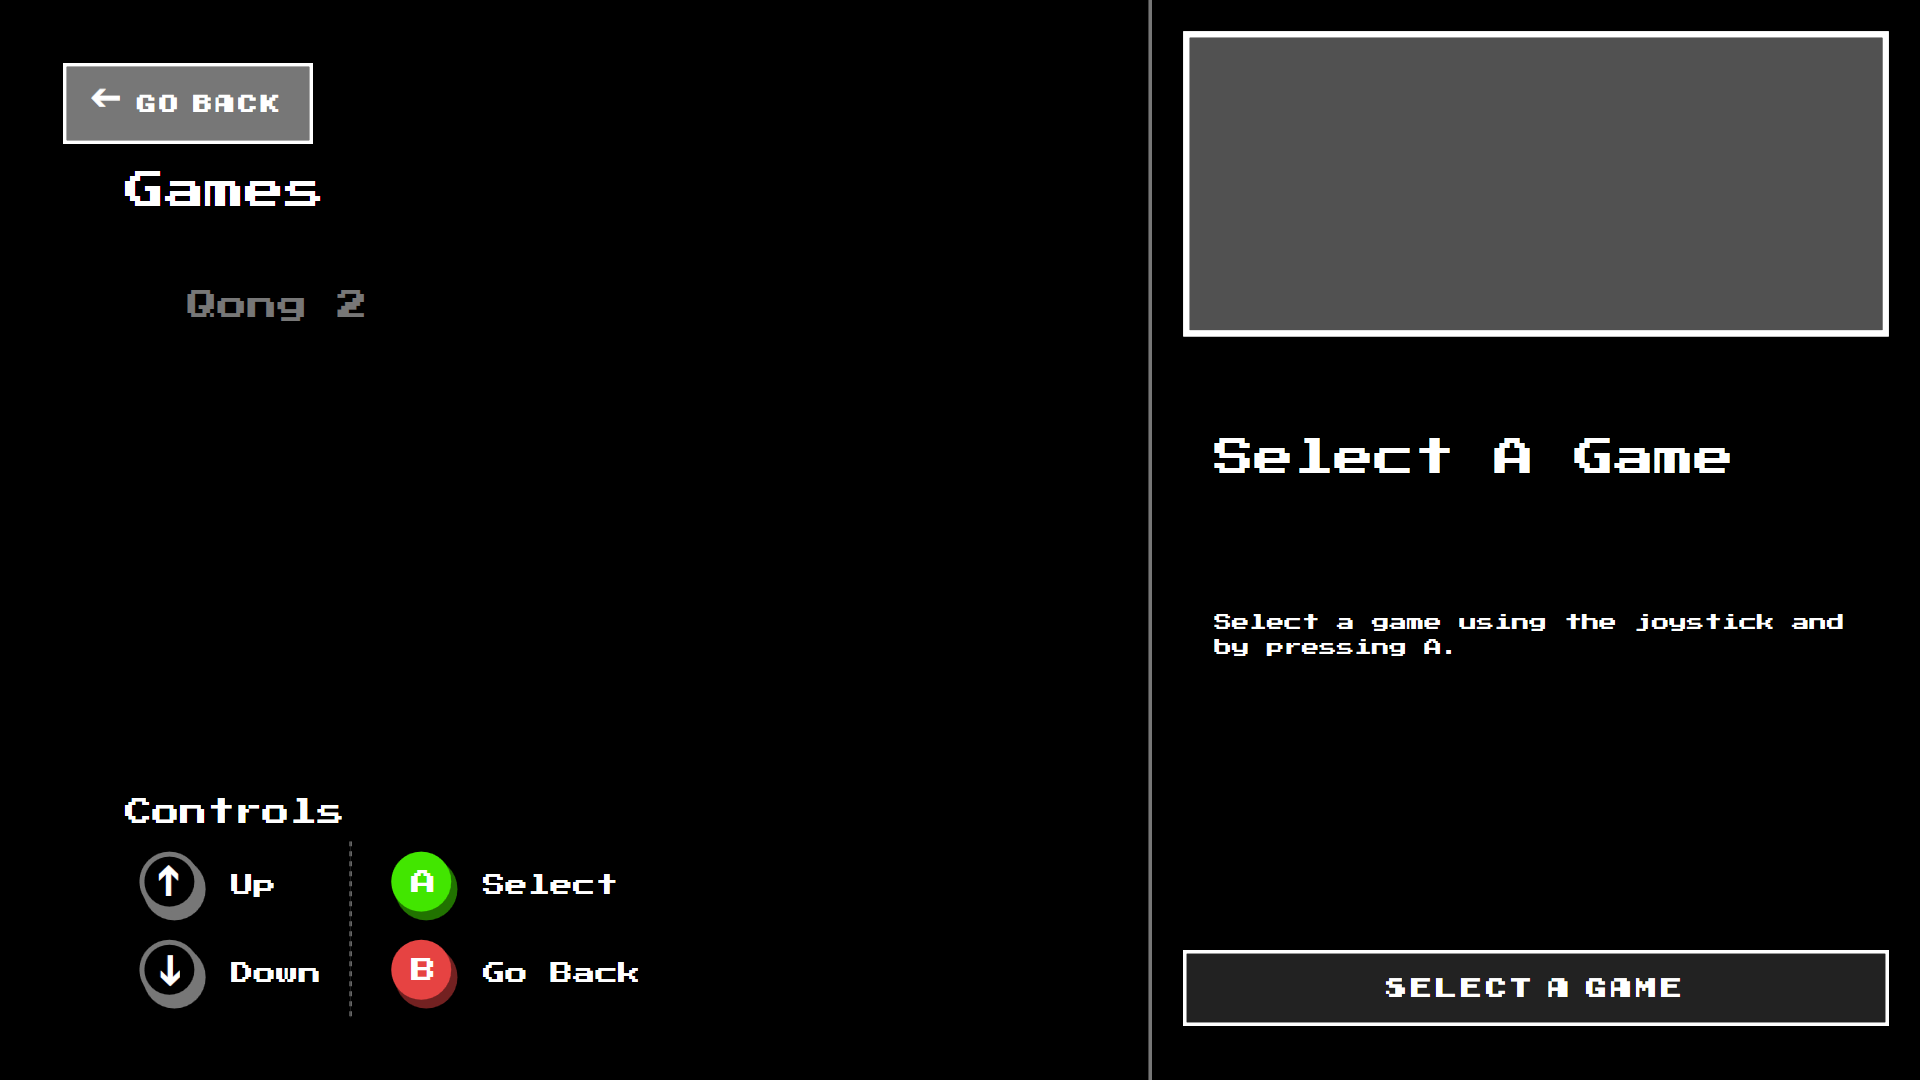 ← GO BACK
Games
Qong 2
Controls
↑ Up
↓ Down
A Select
B Go Back
Select A Game
Select a game using the joystick and
by pressing A.
SELECT A GAME